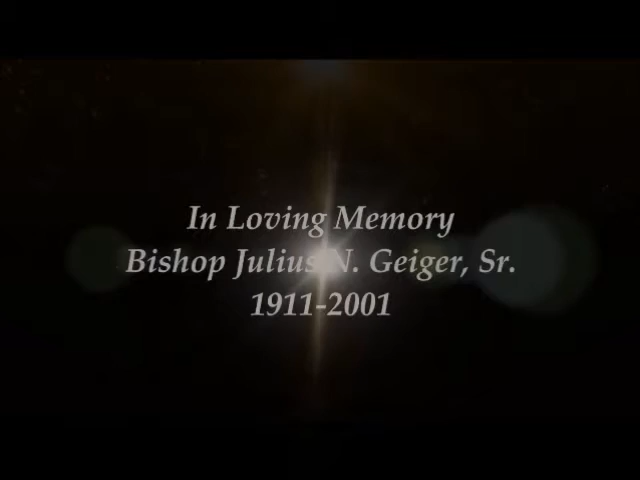 In Loving Memory
Bishop Julius N. Geiger, Sr.
1911-2001